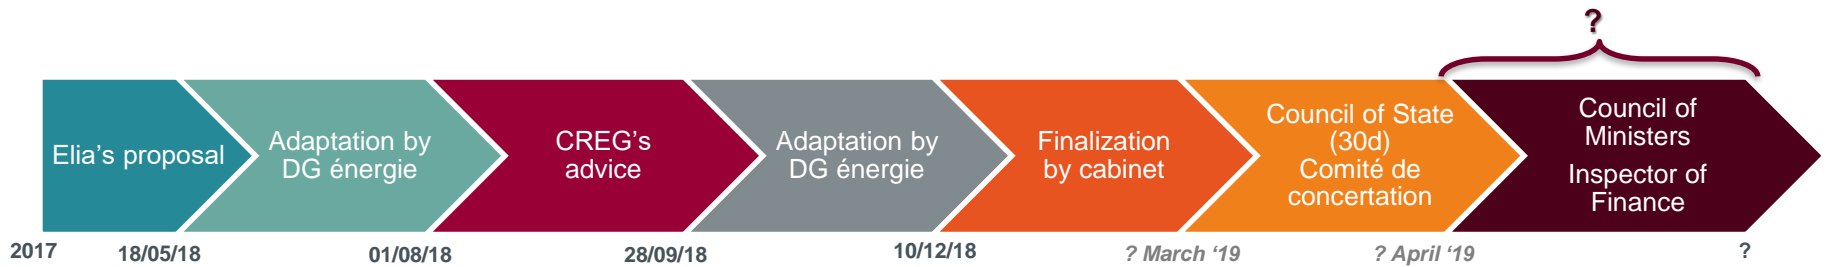 ?
Elia's proposal
Adaptation by
DG énergie
CREG's
advice
Adaptation by
DG énergie
Finalization
by cabinet
Council of State
(30d)
Comité de
concertation
Council of
Ministers
Inspector of
Finance
2017
18/05/18
01/08/18
28/09/18
10/12/18
? March ‘19
? April ‘19
?